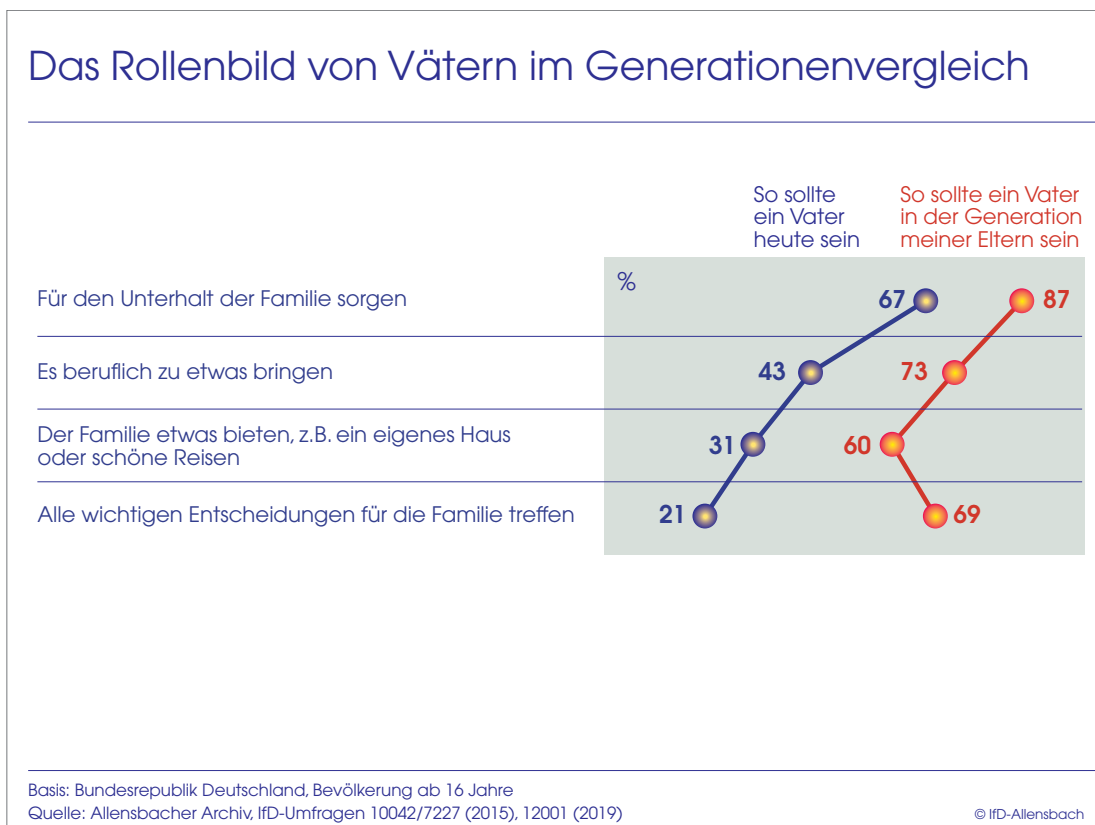 Das Rollenbild von Vätern im Generationenvergleich
So sollte
ein Vater
heute sein
So sollte ein Vater
in der Generation
meiner Eltern sein
%
Für den Unterhalt der Familie sorgen
67
87
Es beruflich zu etwas bringen
43
73
Der Familie etwas bieten, z.B. ein eigenes Haus
oder schöne Reisen
31
60
Alle wichtigen Entscheidungen für die Familie treffen
21
69
Basis: Bundesrepublik Deutschland, Bevölkerung ab 16 Jahre
Quelle: Allensbacher Archiv, IfD-Umfragen 10042/7227 (2015), 12001 (2019)
© IfD-Allensbach